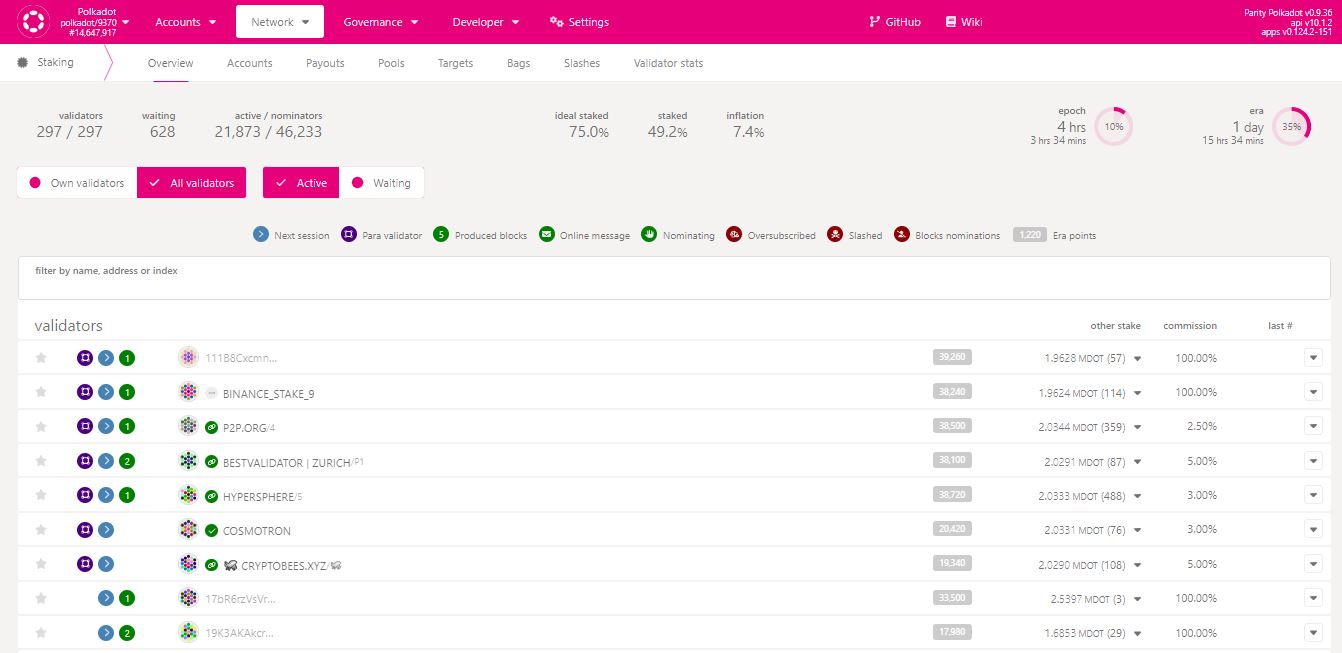 Polkadot
polkadot/9370
#14,647,917
Accounts
Network
Governance
Developer
Settings
GitHub
Wiki
Parity Polkadot v0.9.36
api v10.1.2
apps v0.124.2-151
Staking
Overview
Accounts
Payouts
Pools
Targets
Bags
Slashes
Validator stats
validators
297 / 297
waiting
628
active / nominators
21,873 / 46,233
ideal staked
75.0%
staked
49.2%
inflation
7.4%
epoch
4 hrs
3 hrs 34 mins
10%
era
1 day
15 hrs 34 mins
35%
Own validators
All validators
Active
Waiting
Next session
Para validator
5 Produced blocks
Online message
Nominating
Oversubscribed
Slashed
Blocks nominations
1,220 Era points
filter by name, address or index
validators other stake commission last #
1 111B8Cxcmn... 39,260 1.9628 MDOT (57) 100.00%
1 BINANCE_STAKE_9 38,240 1.9624 MDOT (114) 100.00%
1 P2P.ORG/4 38,500 2.0344 MDOT (359) 2.50%
2 BESTVALIDATOR | ZURICH/P1 38,100 2.0291 MDOT (87) 5.00%
1 HYPERSPHERE/5 38,720 2.0333 MDOT (488) 3.00%
COSMOTRON 20,420 2.0331 MDOT (76) 3.00%
CRYPTOBEES.XYZ/ 19,340 2.0290 MDOT (108) 5.00%
1 17bR6rzVsVr... 33,500 2.5397 MDOT (3) 100.00%
2 19K3AKAkcr... 17,980 1.6853 MDOT (29) 100.00%